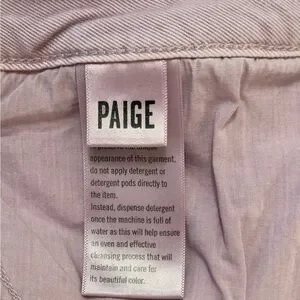 PAIGE
appearance of this garment,
do not apply detergent or
detergent pods directly to
the item.
Instead, dispense detergent
once the machine is full of
water as this will help ensure
an even and effective
cleansing process that will
maintain and care for
its beautiful color.